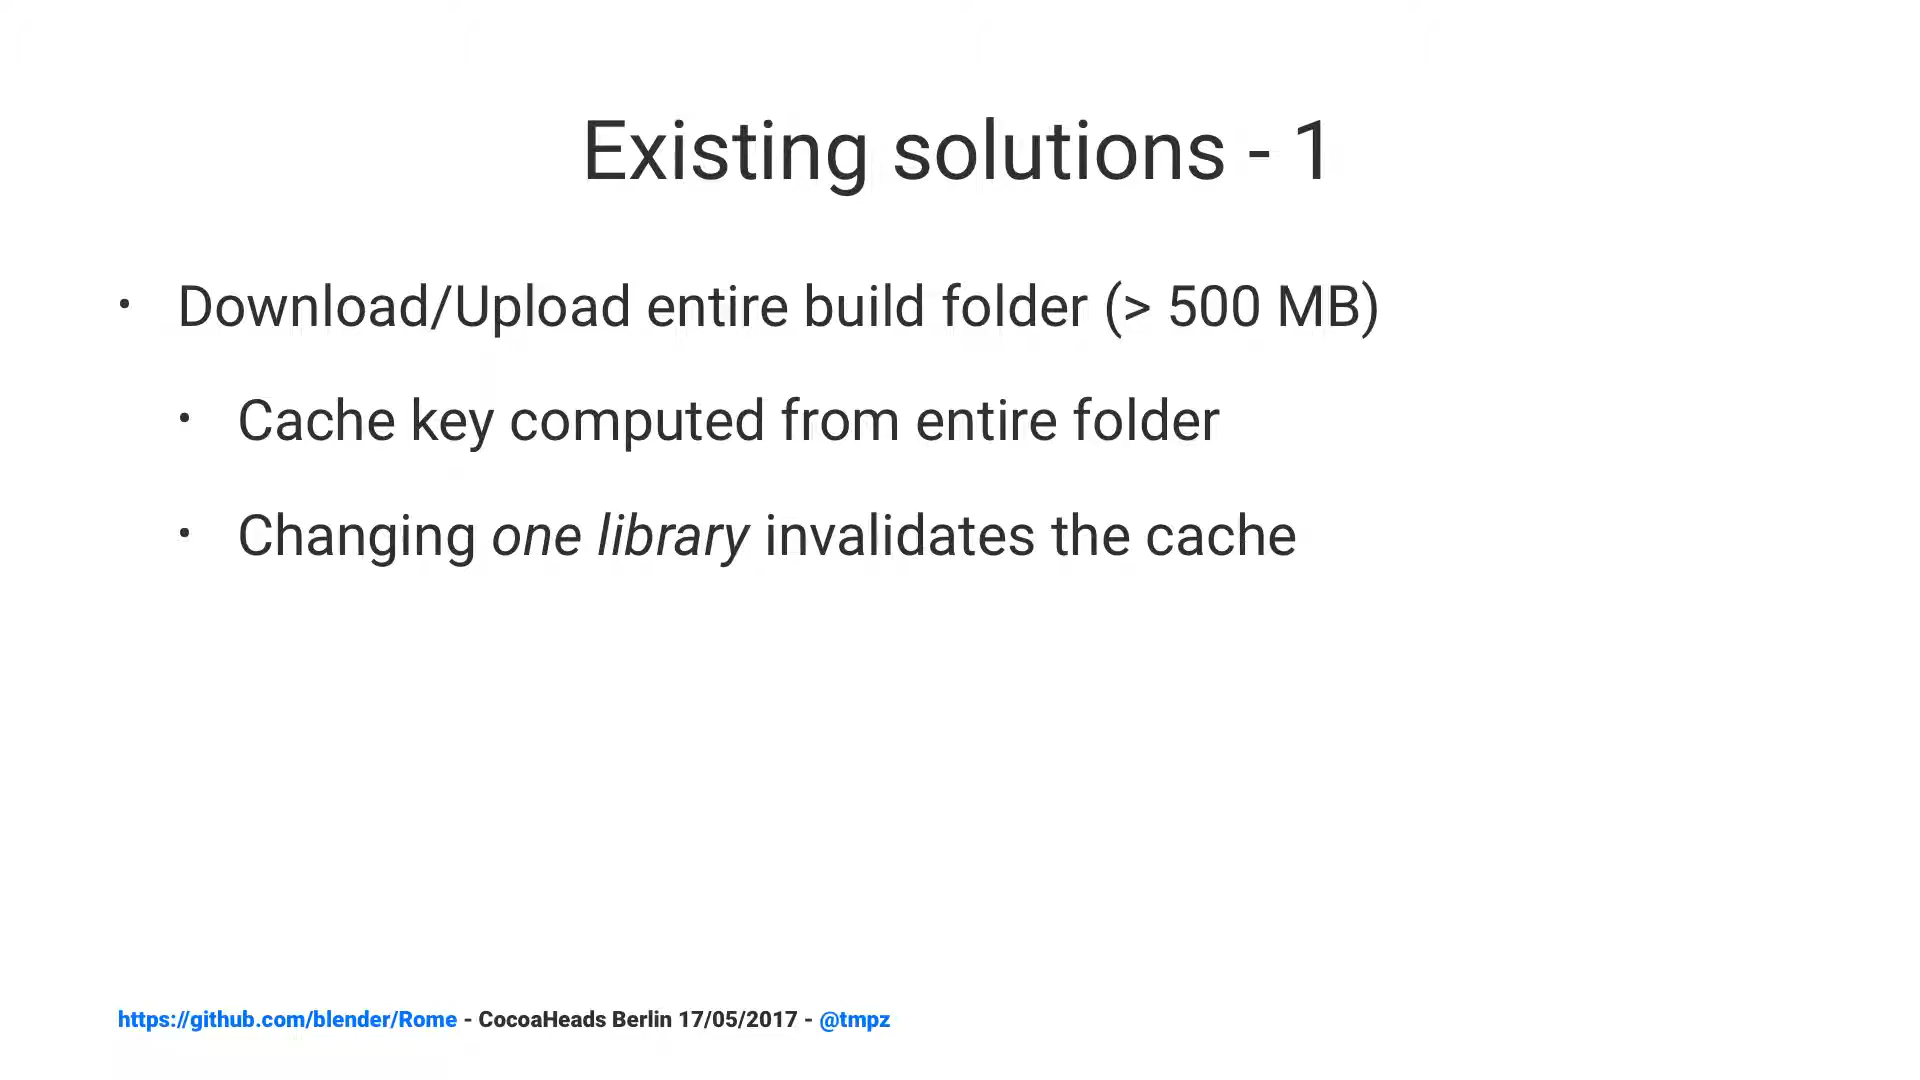 Existing solutions - 1
• Download/Upload entire build folder (> 500 MB)
• Cache key computed from entire folder
• Changing one library invalidates the cache
https://github.com/blender/Rome - CocoaHeads Berlin 17/05/2017 - @tmpz